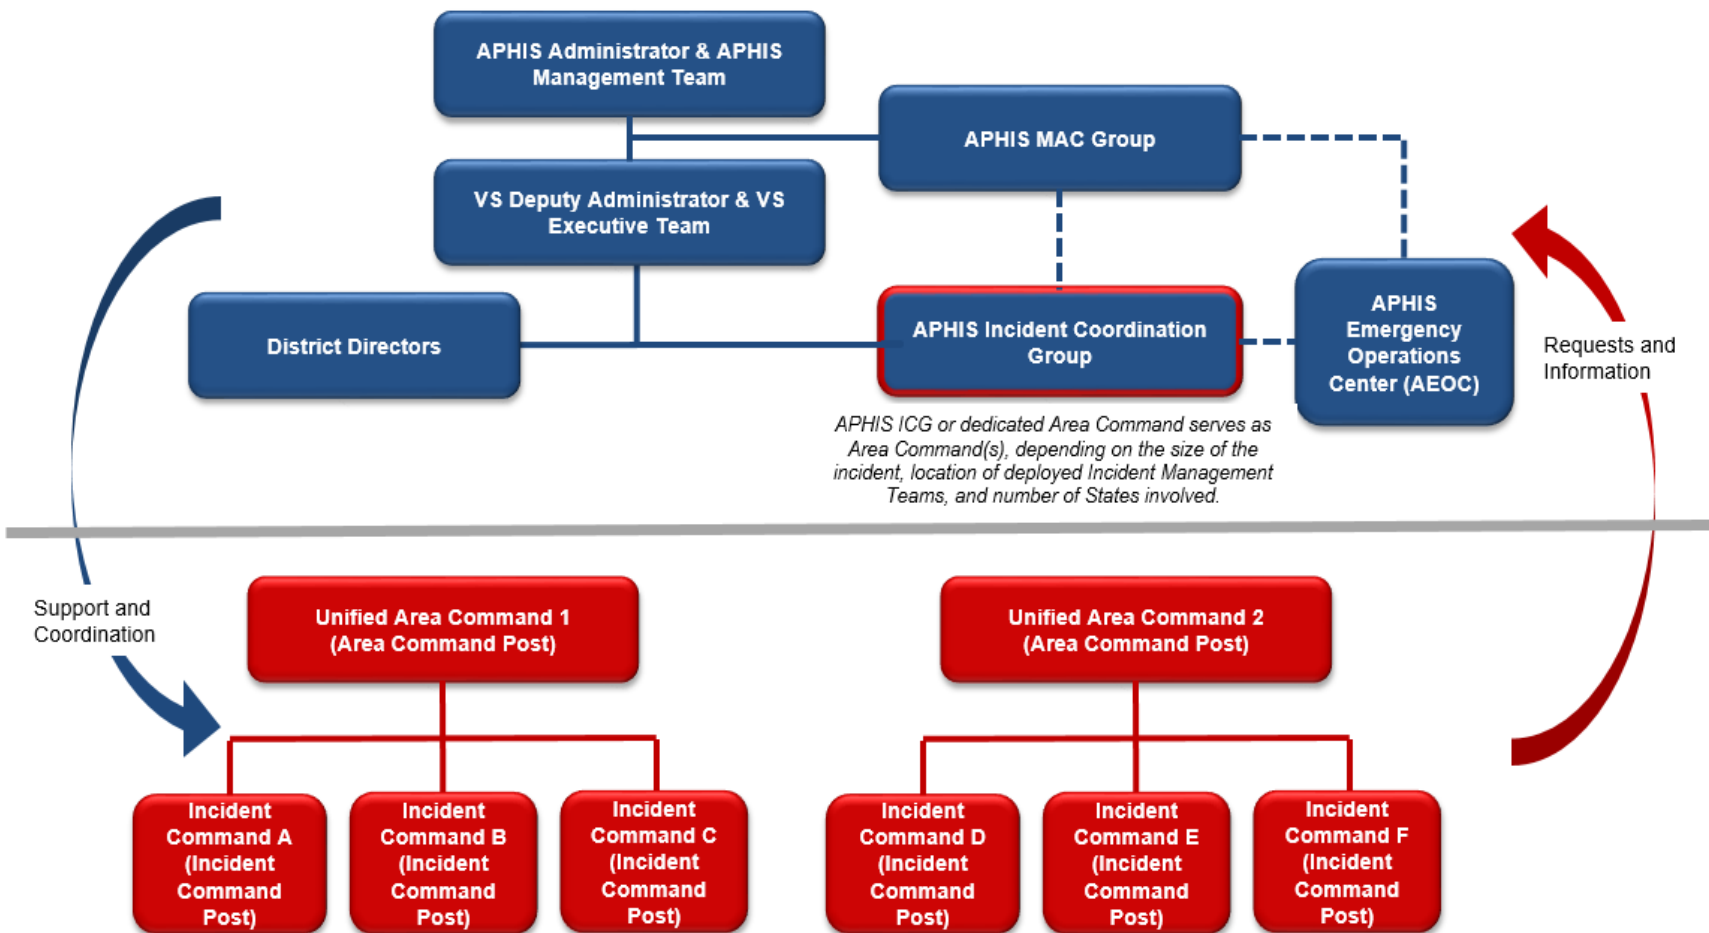 APHIS Administrator & APHIS
Management Team
APHIS MAC Group
VS Deputy Administrator & VS
Executive Team
District Directors
APHIS Incident Coordination
Group
APHIS
Emergency
Operations
Center (AEOC)
Requests and
Information
APHIS ICG or dedicated Area Command serves as
Area Command(s), depending on the size of the
incident, location of deployed Incident Management
Teams, and number of States involved.
Support and
Coordination
Unified Area Command 1
(Area Command Post)
Unified Area Command 2
(Area Command Post)
Incident
Command A
(Incident
Command
Post)
Incident
Command B
(Incident
Command
Post)
Incident
Command C
(Incident
Command
Post)
Incident
Command D
(Incident
Command
Post)
Incident
Command E
(Incident
Command
Post)
Incident
Command F
(Incident
Command
Post)